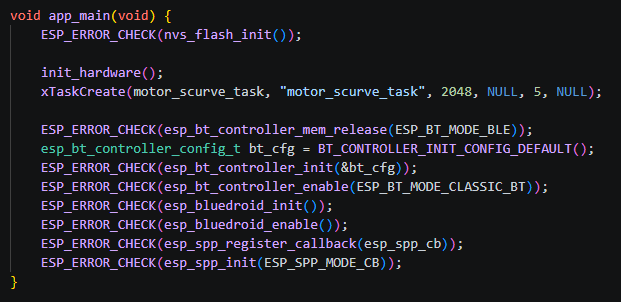 void app_main(void) {
    ESP_ERROR_CHECK(nvs_flash_init());

    init_hardware();
    xTaskCreate(motor_scurve_task, "motor_scurve_task", 2048, NULL, 5, NULL);

    ESP_ERROR_CHECK(esp_bt_controller_mem_release(ESP_BT_MODE_BLE));
    esp_bt_controller_config_t bt_cfg = BT_CONTROLLER_INIT_CONFIG_DEFAULT();
    ESP_ERROR_CHECK(esp_bt_controller_init(&bt_cfg));
    ESP_ERROR_CHECK(esp_bt_controller_enable(ESP_BT_MODE_CLASSIC_BT));
    ESP_ERROR_CHECK(esp_bluedroid_init());
    ESP_ERROR_CHECK(esp_bluedroid_enable());
    ESP_ERROR_CHECK(esp_spp_register_callback(esp_spp_cb));
    ESP_ERROR_CHECK(esp_spp_init(ESP_SPP_MODE_CB));
}